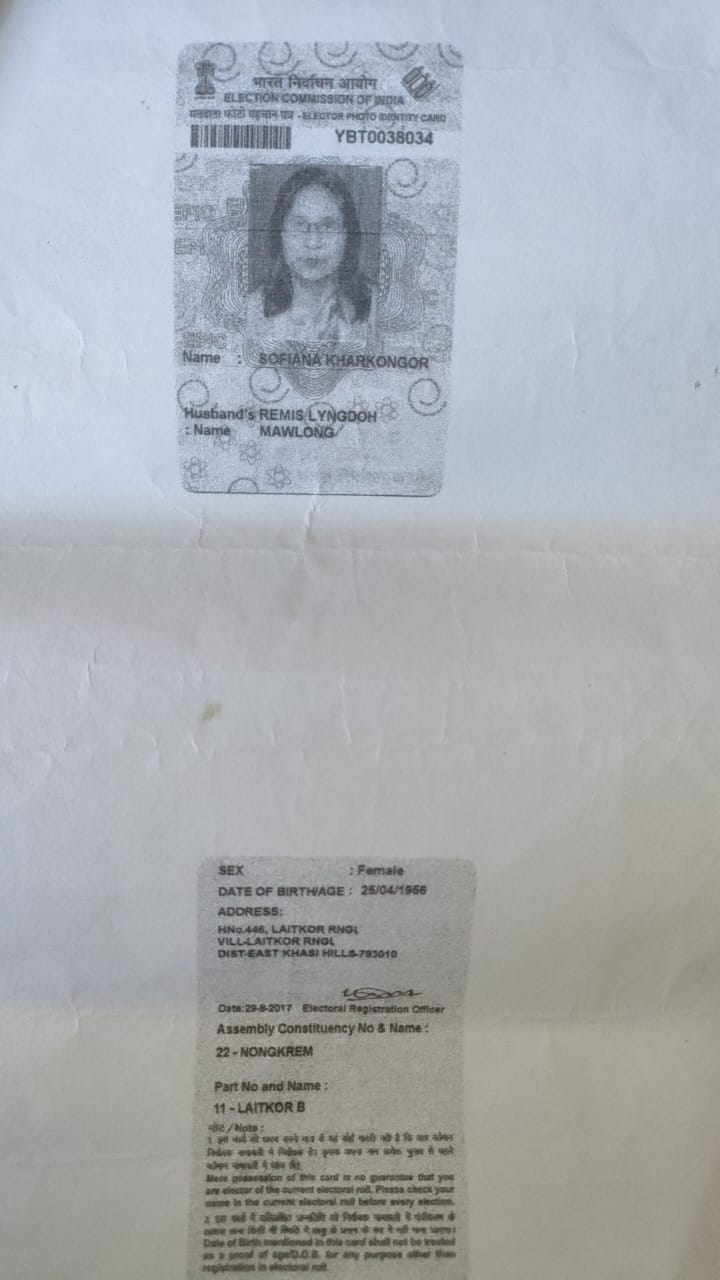 भारत निर्वाचन आयोग
ELECTION COMMISSION OF INDIA
मतदाता फोटो पहचान पत्र - ELECTOR PHOTO IDENTITY CARD
YBT0038034
Name : SOFIANA KHARKONGOR
Husband's REMIS LYNGDOH
: Name MAWLONG
SEX : Female
DATE OF BIRTH/AGE : 25/04/1956
ADDRESS:
HNo.446, LAITKOR RNGI,
VILL-LAITKOR RNGI,
DIST-EAST KHASI HILLS-793010
Date:29-8-2017 Electoral Registration Officer
Assembly Constituency No & Name :
22 - NONGKREM
Part No and Name :
11 - LAITKOR B
नोट / Note :
Mere possession of this card is no guarantee that you
are elector of the current electoral roll. Please check your
name in the current electoral roll before every election.
Date of Birth mentioned in this card shall not be treated
as a proof of age/D.O.B. for any purpose other than
registration in electoral roll.